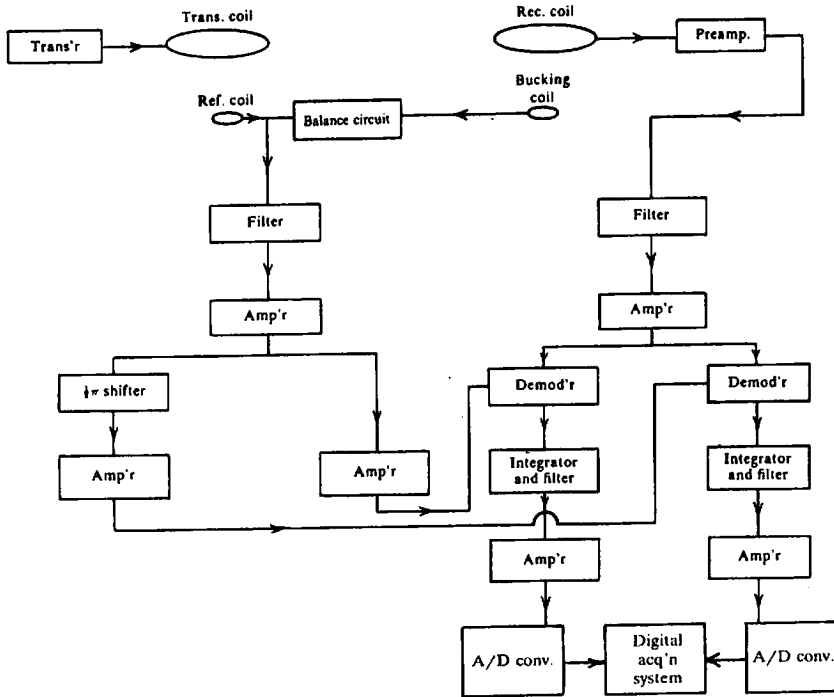 Trans. coil
Rec. coil
Trans'r
Preamp.
Bucking
coil
Ref. coil
Balance circuit
Filter
Filter
Amp'r
Amp'r
½π shifter
Demod'r
Demod'r
Amp'r
Amp'r
Integrator
and filter
Integrator
and filter
Amp'r
Amp'r
A/D conv.
Digital
acq'n
system
A/D conv.